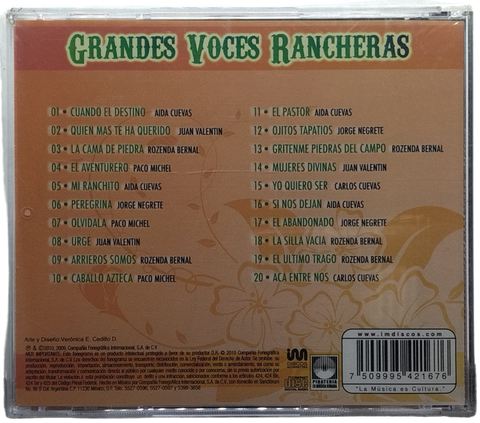 GRANDES VOCES RANCHERAS
01 • CUANDO EL DESTINO AIDA CUEVAS
02 • QUIEN MAS TE HA QUERIDO JUAN VALENTIN
03 • LA CAMA DE PIEDRA ROZENDA BERNAL
04 • EL AVENTURERO PACO MICHEL
05 • MI RANCHITO AIDA CUEVAS
06 • PEREGRINA JORGE NEGRETE
07 • OLVIDALA PACO MICHEL
08 • URGE JUAN VALENTIN
09 • ARRIEROS SOMOS ROZENDA BERNAL
10 • CABALLO AZTECA PACO MICHEL
11 • EL PASTOR AIDA CUEVAS
12 • OJITOS TAPATIOS JORGE NEGRETE
13 • GRITENME PIEDRAS DEL CAMPO ROZENDA BERNAL
14 • MUJERES DIVINAS JUAN VALENTIN
15 • YO QUIERO SER CARLOS CUEVAS
16 • SI NOS DEJAN AIDA CUEVAS
17 • EL ABANDONADO JORGE NEGRETE
18 • LA SILLA VACIA ROZENDA BERNAL
19 • EL ULTIMO TRAGO ROZENDA BERNAL
20 • ACA ENTRE NOS CARLOS CUEVAS
Arte y Diseño: Verónica E. Cedillo D.
www.imdiscos.com
7 509995 421676
"La Música es Cultura."